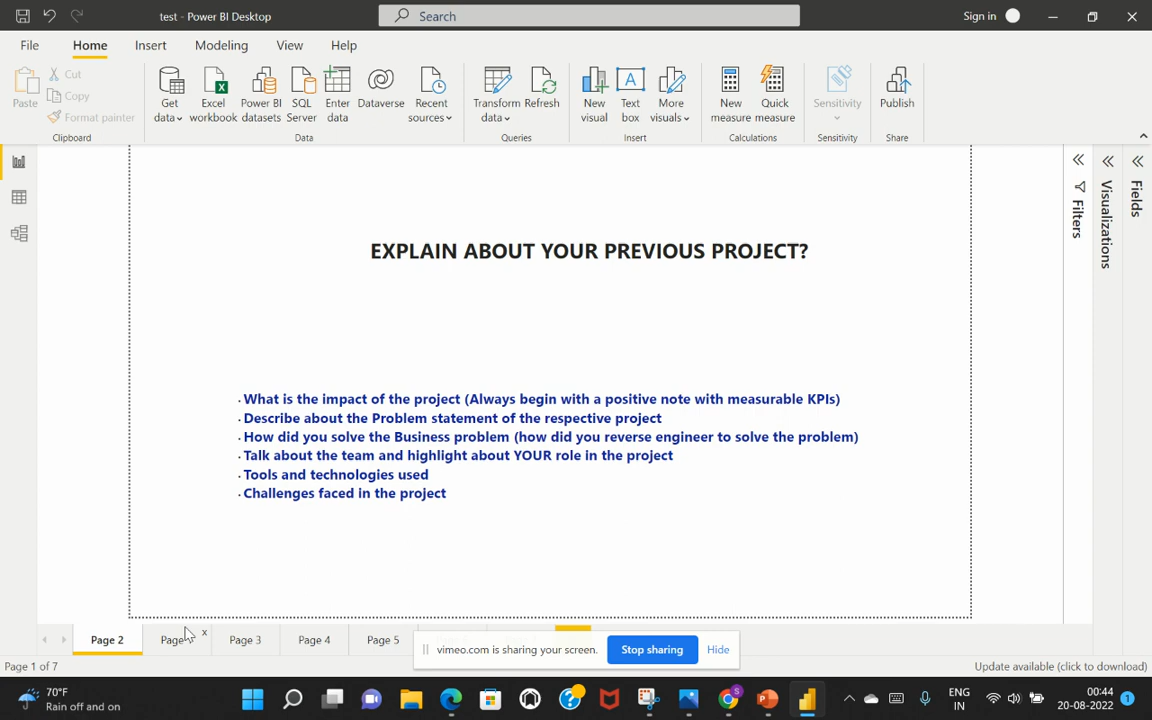 test - Power BI Desktop
Search
Sign in
File
Home
Insert
Modeling
View
Help
Paste
Cut
Copy
Format painter
Get data
Excel workbook
Power BI datasets
SQL Server
Enter data
Dataverse
Recent sources
Transform data
Refresh
New visual
Text box
More visuals
New measure
Quick measure
Sensitivity
Publish
Clipboard
Data
Queries
Insert
Calculations
Sensitivity
Share
EXPLAIN ABOUT YOUR PREVIOUS PROJECT?
· What is the impact of the project (Always begin with a positive note with measurable KPIs)
· Describe about the Problem statement of the respective project
· How did you solve the Business problem (how did you reverse engineer to solve the problem)
· Talk about the team and highlight about YOUR role in the project
· Tools and technologies used
· Challenges faced in the project
Filters
Visualizations
Fields
Page 2
Page
Page 3
Page 4
Page 5
vimeo.com is sharing your screen.
Stop sharing
Hide
Page 1 of 7
Update available (click to download)
70°F
Rain off and on
ENG
IN
00:44
20-08-2022
1